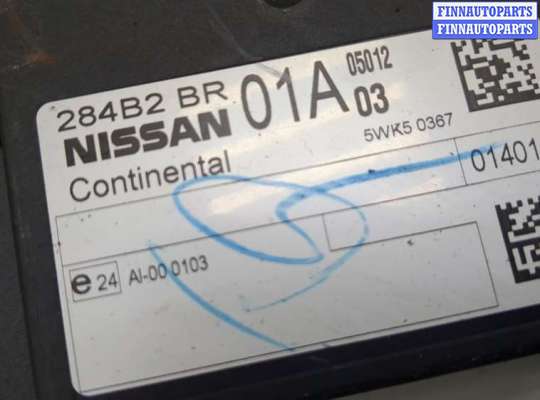 FINNAUTOPARTS
FINNAUTOPARTS
284B2 BR 01A 05012
03
NISSAN
5WK5 0367
Continental
01401
e 24 AI-00 0103